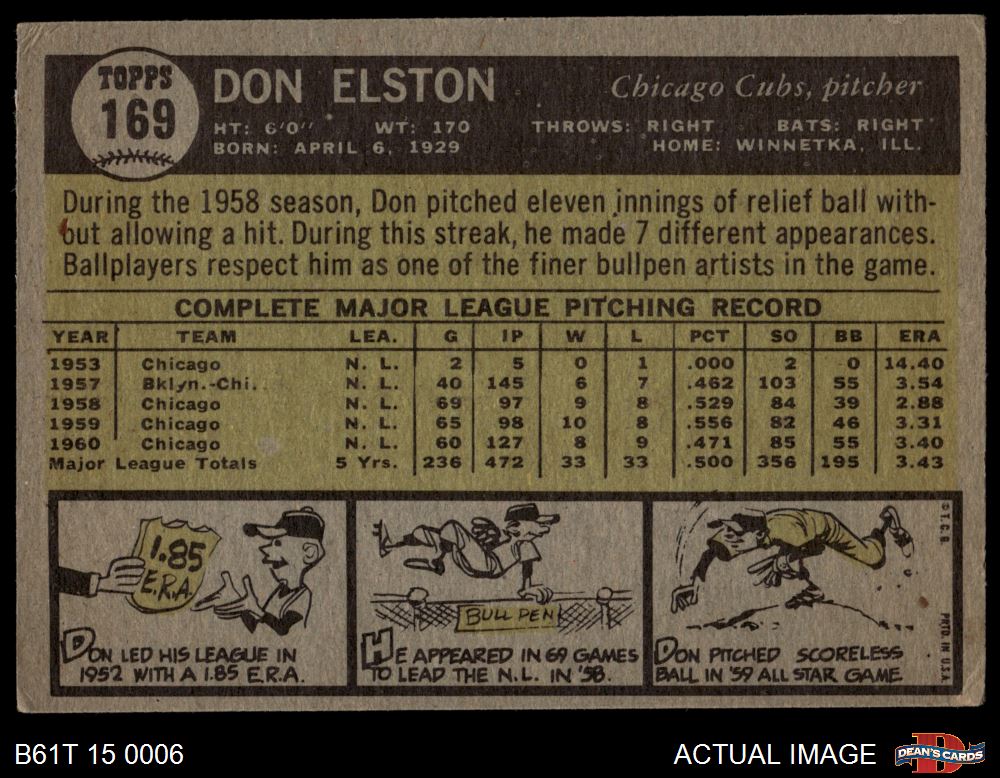 TOPPS
169
DON ELSTON
Chicago Cubs, pitcher
HT: 6'0" WT: 170 THROWS: RIGHT BATS: RIGHT
BORN: APRIL 6, 1929 HOME: WINNETKA, ILL.
During the 1958 season, Don pitched eleven innings of relief ball with-
out allowing a hit. During this streak, he made 7 different appearances.
Ballplayers respect him as one of the finer bullpen artists in the game.
COMPLETE MAJOR LEAGUE PITCHING RECORD
YEAR TEAM LEA. G IP W L PCT SO BB ERA
1953 Chicago N. L. 2 5 0 1 .000 2 0 14.40
1957 Bklyn.-Chi. N. L. 40 145 6 7 .462 103 55 3.54
1958 Chicago N. L. 69 97 9 8 .529 84 39 2.88
1959 Chicago N. L. 65 98 10 8 .556 82 46 3.31
1960 Chicago N. L. 60 127 8 9 .471 85 55 3.40
Major League Totals 5 Yrs. 236 472 33 33 .500 356 195 3.43
1.85
E.R.A.
DON LED HIS LEAGUE IN
1952 WITH A 1.85 E.R.A.
BULL PEN
HE APPEARED IN 69 GAMES
TO LEAD THE N.L. IN '58.
DON PITCHED SCORELESS
BALL IN '59 ALL STAR GAME
© T.C.G.
PRTD. IN U.S.A.
B61T 15 0006
ACTUAL IMAGE
DEAN'S CARDS